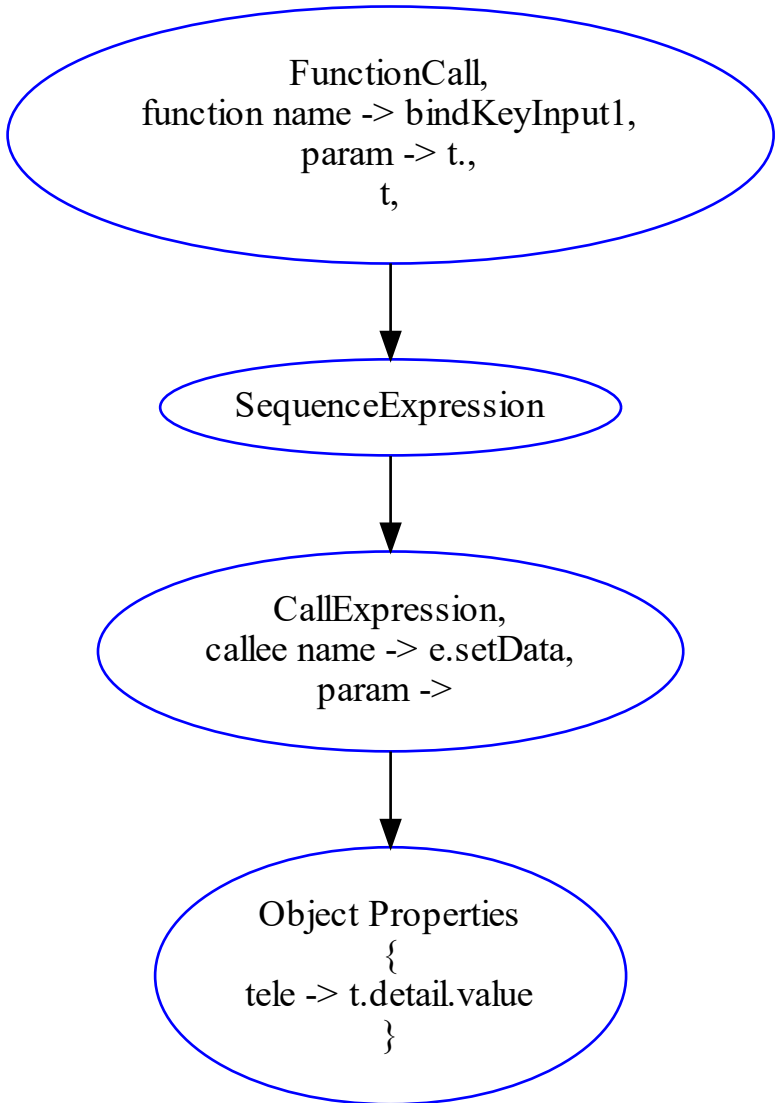 FunctionCall,
function name -> bindKeyInput1,
param -> t.,
t,
SequenceExpression
CallExpression,
callee name -> e.setData,
param ->
Object Properties
{
tele -> t.detail.value
}